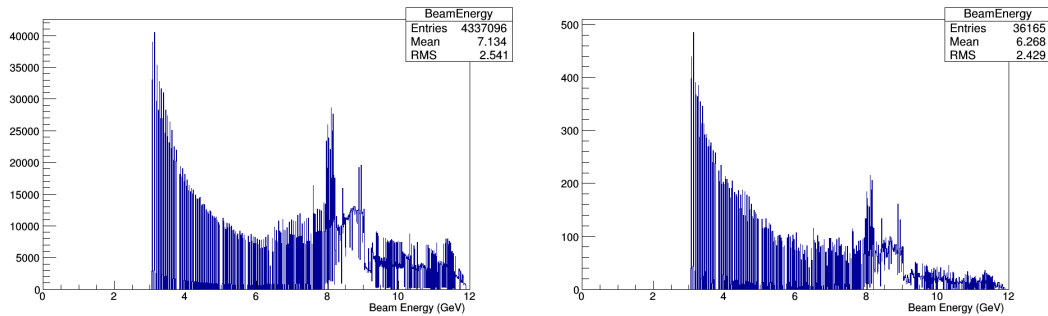 BeamEnergy
Entries 4337096
Mean 7.134
RMS 2.541
40000
35000
30000
25000
20000
15000
10000
5000
0
0 2 4 6 8 10 12
Beam Energy (GeV)
BeamEnergy
Entries 36165
Mean 6.268
RMS 2.429
500
400
300
200
100
0
0 2 4 6 8 10 12
Beam Energy (GeV)